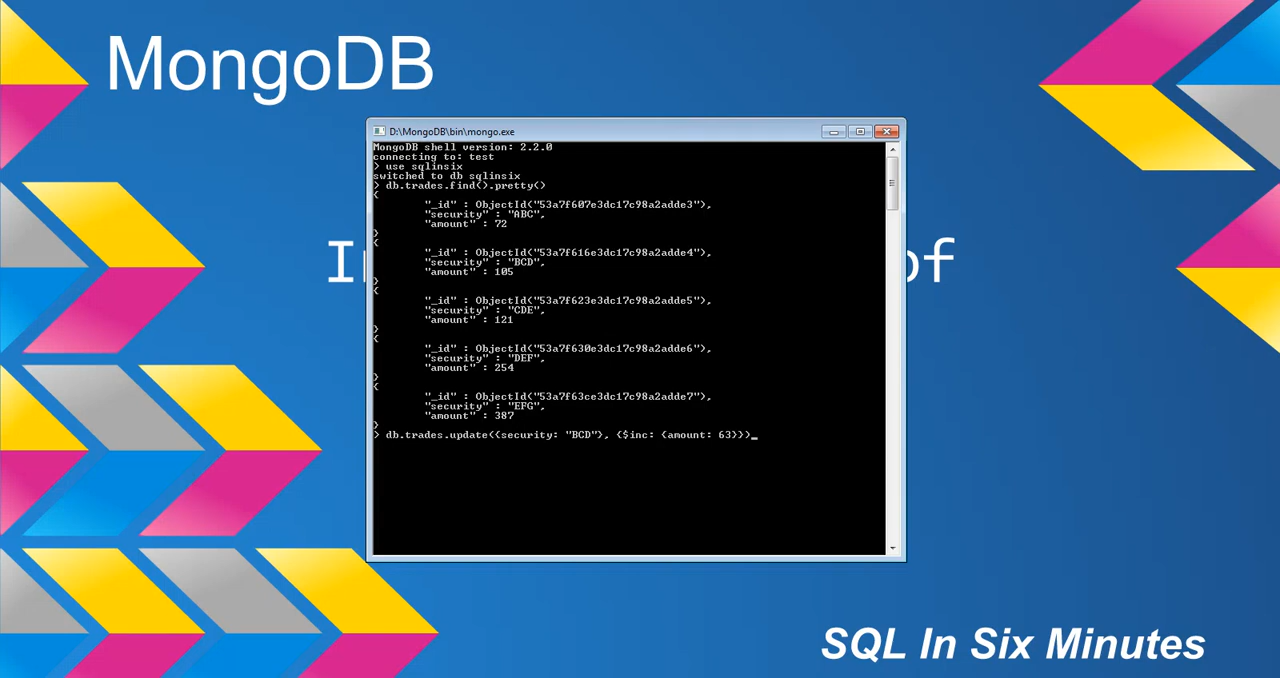 MongoDB
D:\MongoDB\bin\mongo.exe
MongoDB shell version: 2.2.0
connecting to: test
> use sqlinsix
switched to db sqlinsix
> db.trades.find().pretty()
{
"_id" : ObjectId("53a7f607e3dc17c98a2adde3"),
"security" : "ABC",
"amount" : 72
}
{
"_id" : ObjectId("53a7f616e3dc17c98a2adde4"),
"security" : "BCD",
"amount" : 105
}
{
"_id" : ObjectId("53a7f623e3dc17c98a2adde5"),
"security" : "CDE",
"amount" : 121
}
{
"_id" : ObjectId("53a7f630e3dc17c98a2adde6"),
"security" : "DEF",
"amount" : 254
}
{
"_id" : ObjectId("53a7f63ce3dc17c98a2adde7"),
"security" : "EFG",
"amount" : 387
}
> db.trades.update({security: "BCD"}, {$inc: {amount: 63}})_
of
SQL In Six Minutes